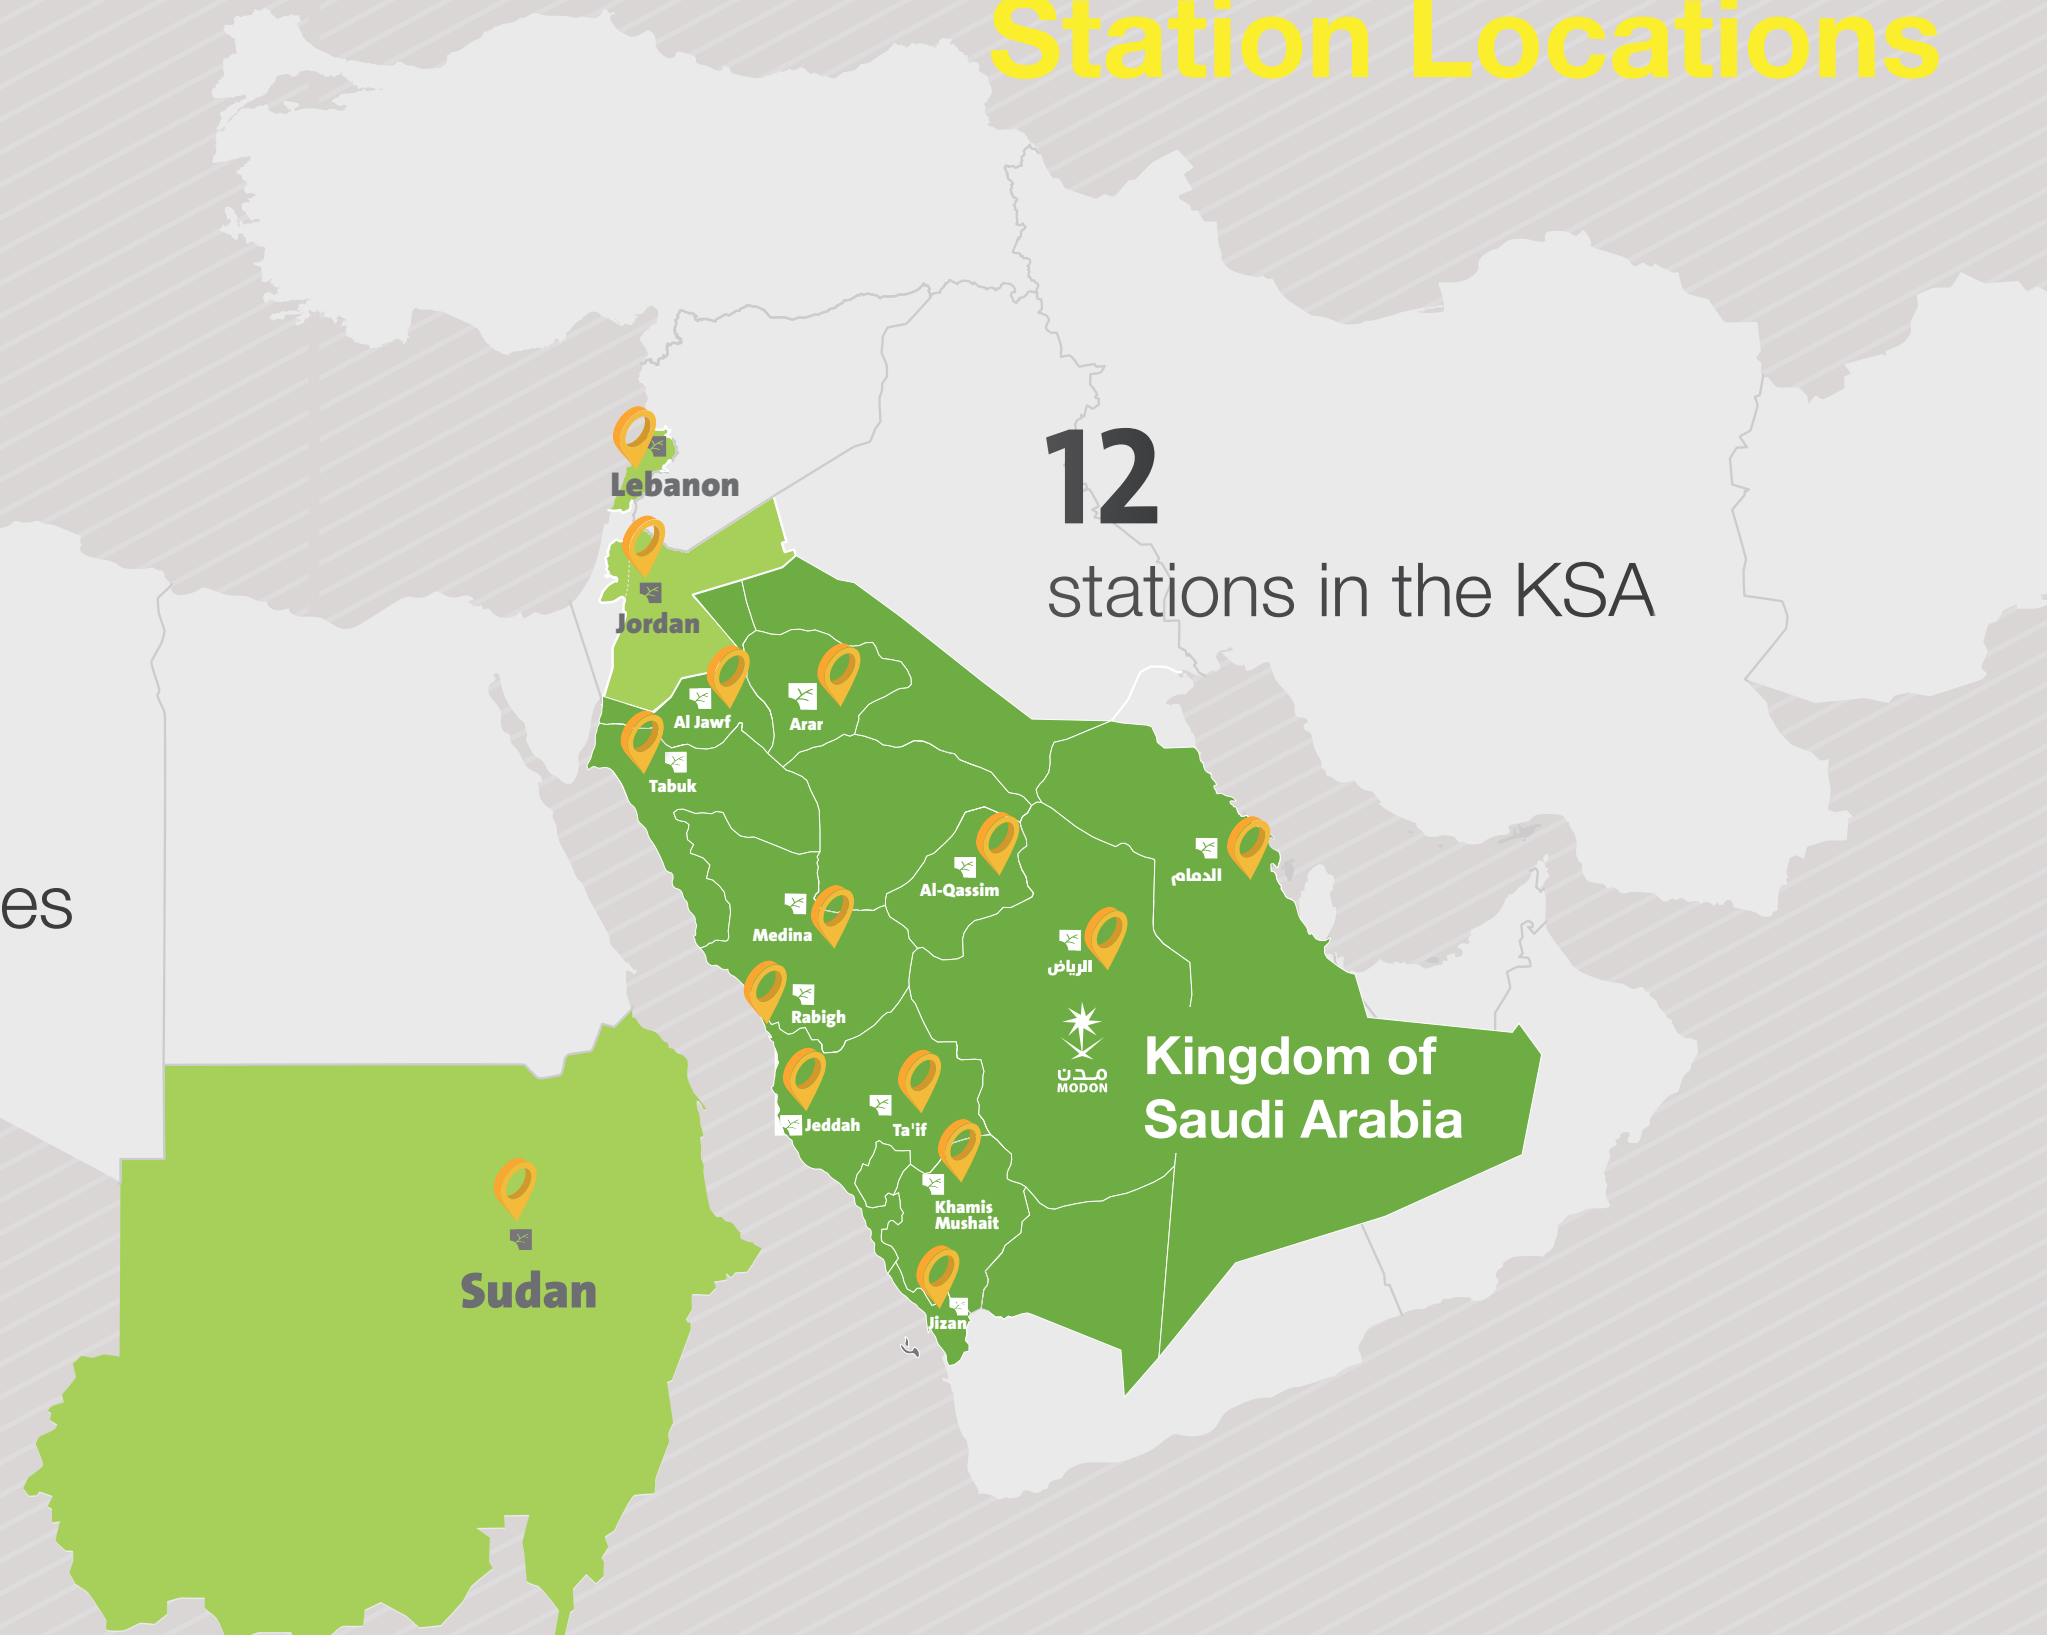 Station Locations
12
stations in the KSA
Lebanon
Jordan
Al Jawf
Arar
Tabuk
Al-Qassim
الدمام
es
Medina
الرياض
Rabigh
مدن
MODON
Kingdom of
Saudi Arabia
Jeddah
Ta'if
Khamis
Mushait
Sudan
Jizan